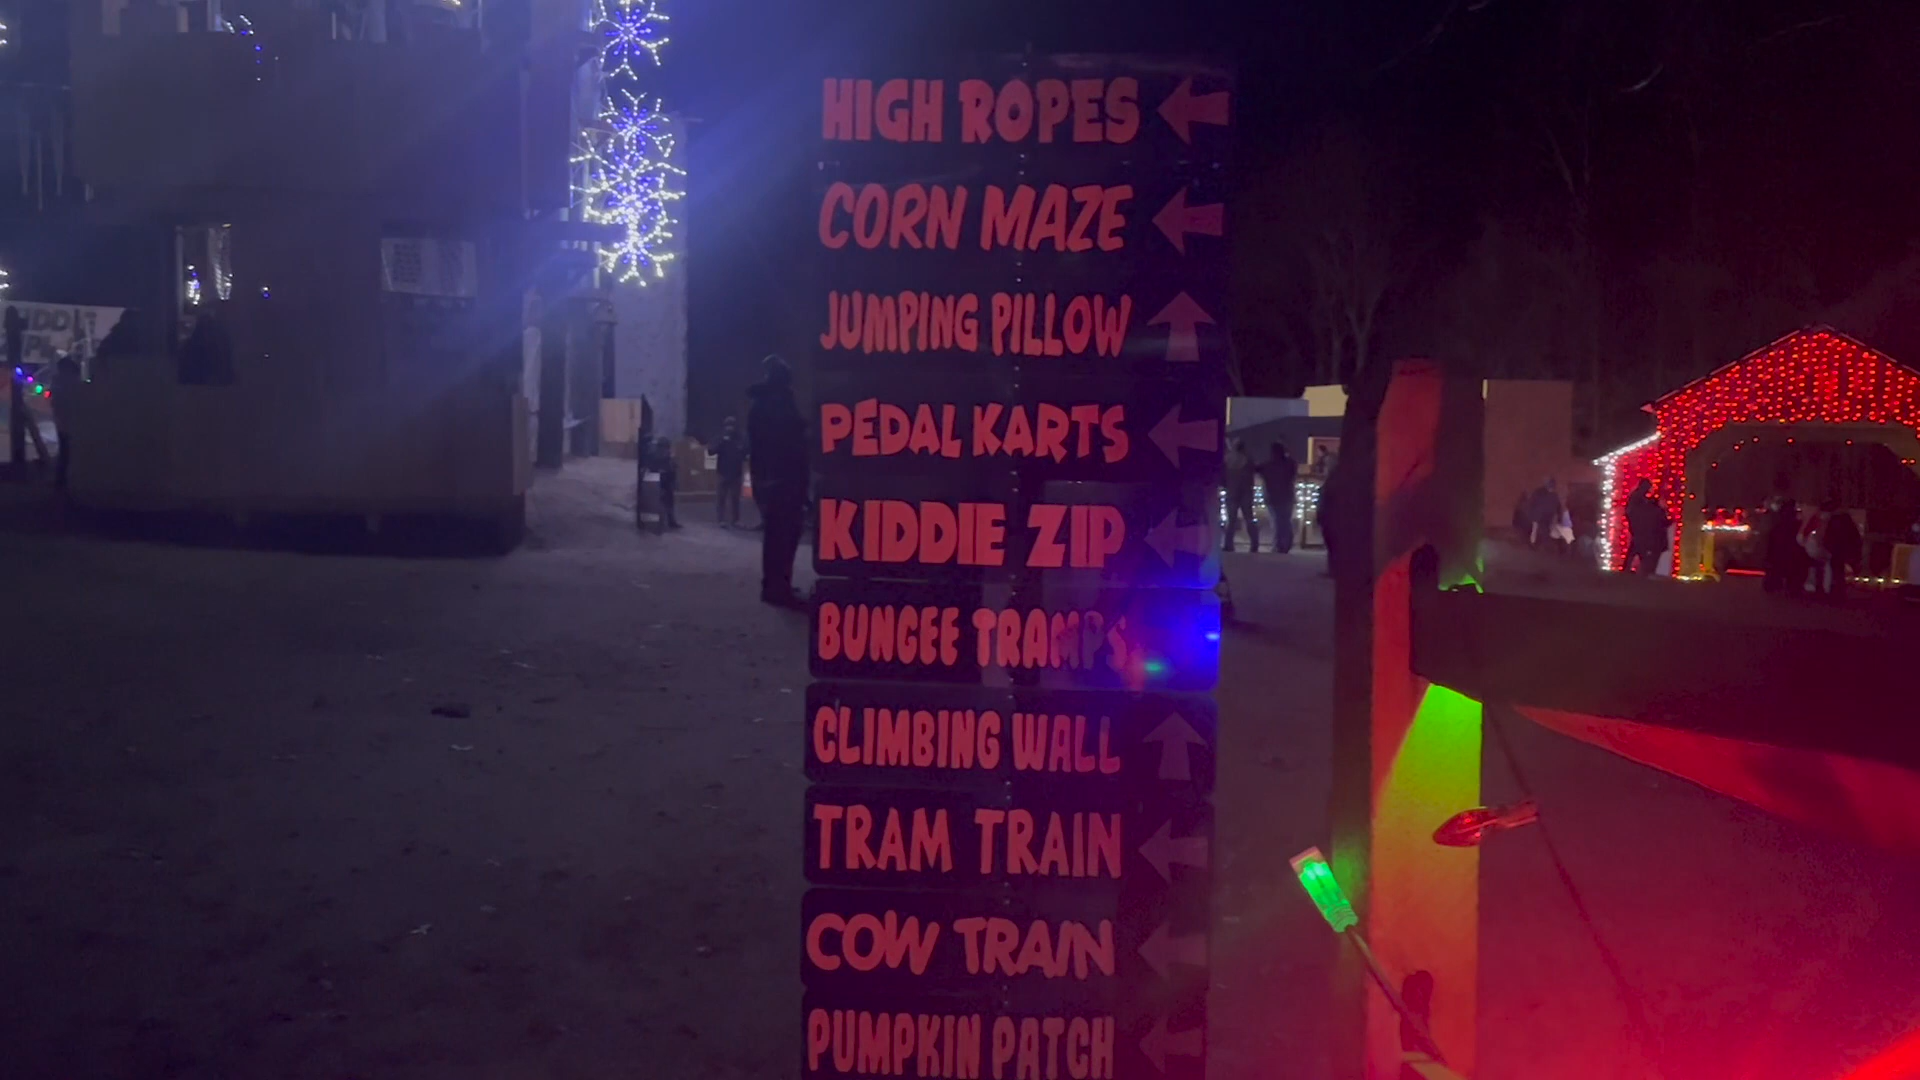 HIGH ROPES
CORN MAZE
JUMPING PILLOW
PEDAL KARTS
KIDDIE ZIP
BUNGEE TRAMPS
CLIMBING WALL
TRAM TRAIN
COW TRAIN
PUMPKIN PATCH